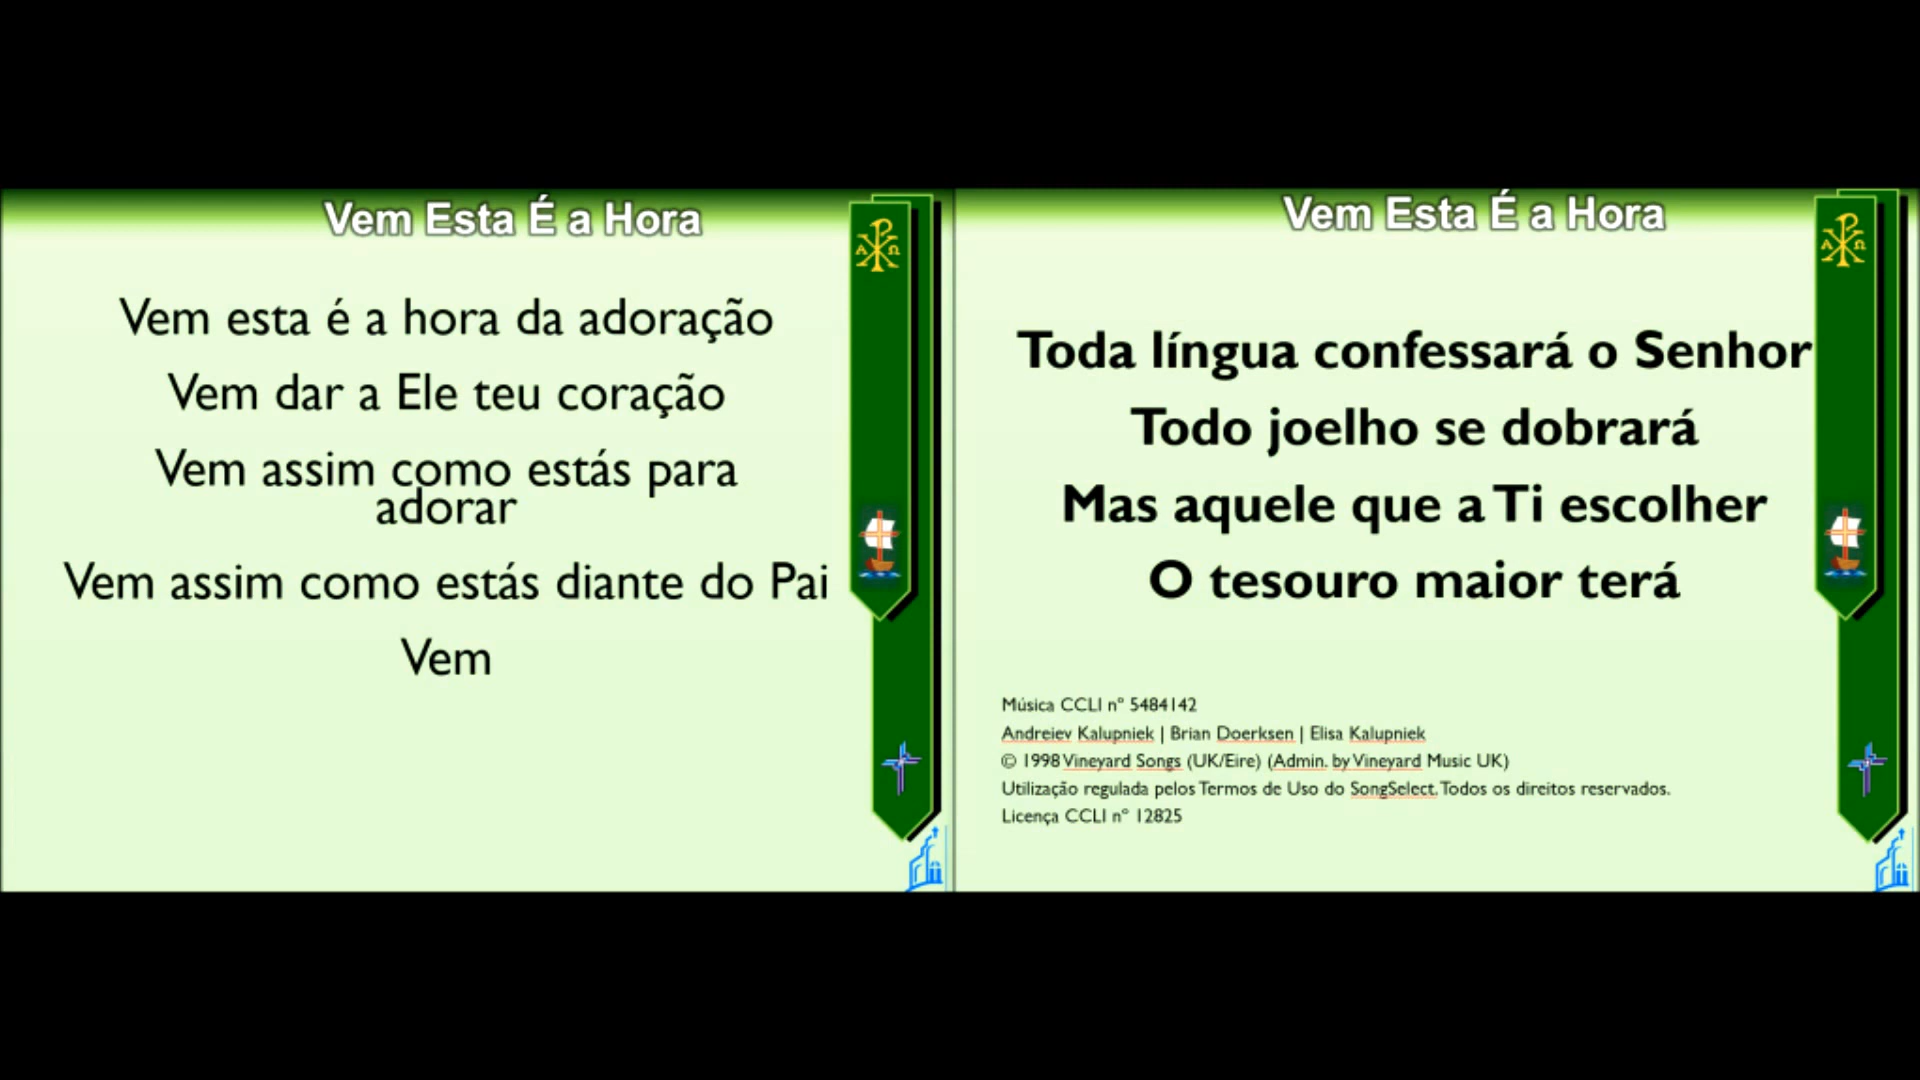 Vem Esta É a Hora
Vem esta é a hora da adoração
Vem dar a Ele teu coração
Vem assim como estás para
adorar
Vem assim como estás diante do Pai
Vem
Α Ω
Vem Esta É a Hora
Toda língua confessará o Senhor
Todo joelho se dobrará
Mas aquele que a Ti escolher
O tesouro maior terá
Música CCLI nº 5484142
Andreiev Kalupniek | Brian Doerksen | Elisa Kalupniek
© 1998 Vineyard Songs (UK/Eire) (Admin. by Vineyard Music UK)
Utilização regulada pelos Termos de Uso do SongSelect. Todos os direitos reservados.
Licença CCLI nº 12825
Α Ω